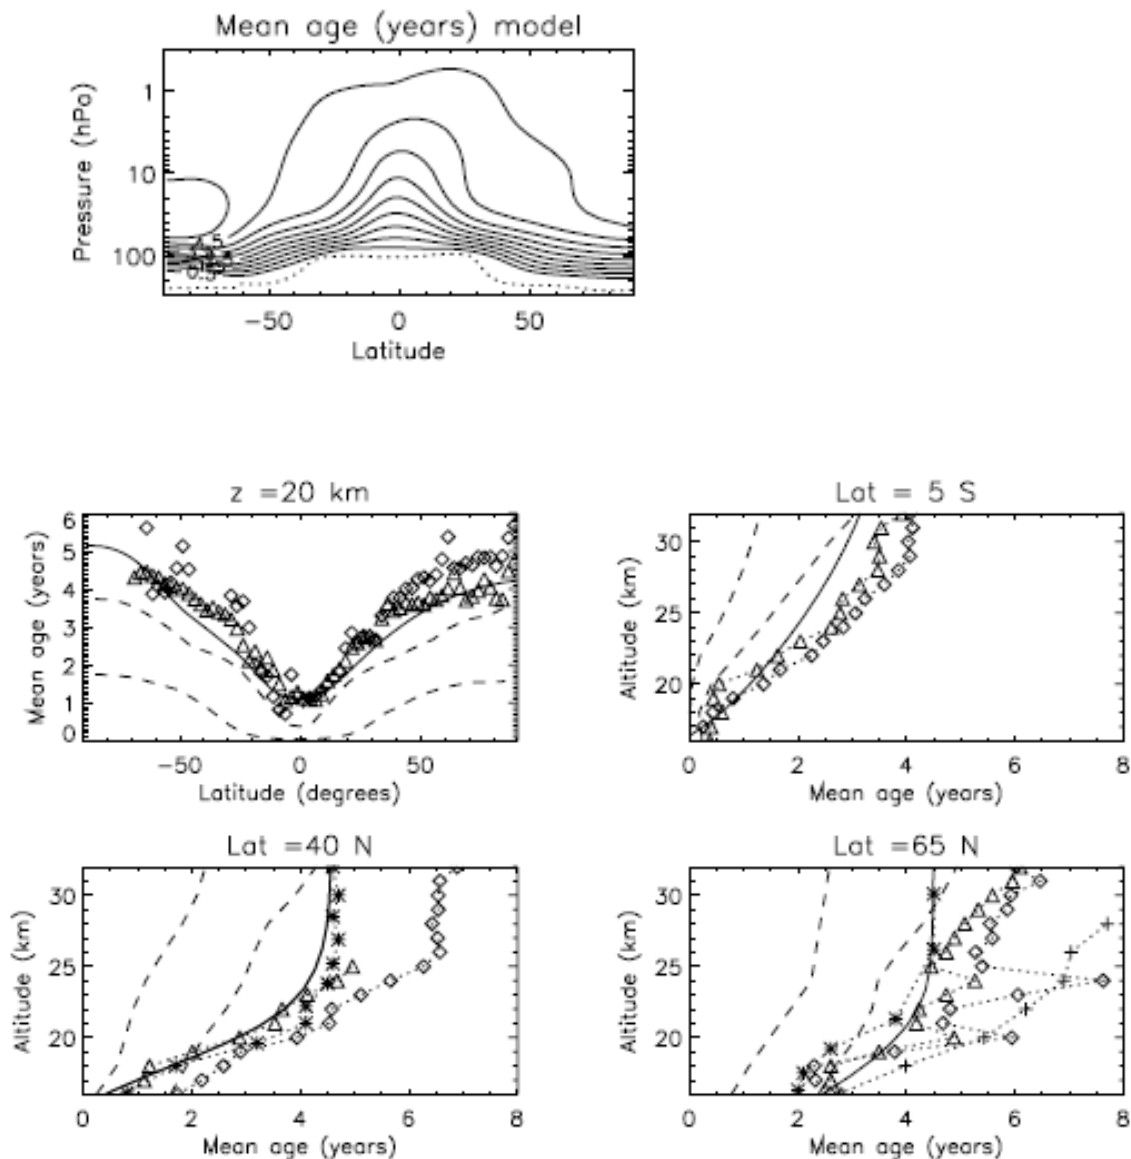 Mean age (years) model
Pressure (hPa)
1
10
100
0.5
-50 0 50
Latitude
z =20 km
Mean age (years)
6
5
4
3
2
1
0
-50 0 50
Latitude (degrees)
Lat = 5 S
Altitude (km)
30
25
20
0 2 4 6 8
Mean age (years)
Lat =40 N
Altitude (km)
30
25
20
0 2 4 6 8
Mean age (years)
Lat =65 N
Altitude (km)
30
25
20
0 2 4 6 8
Mean age (years)